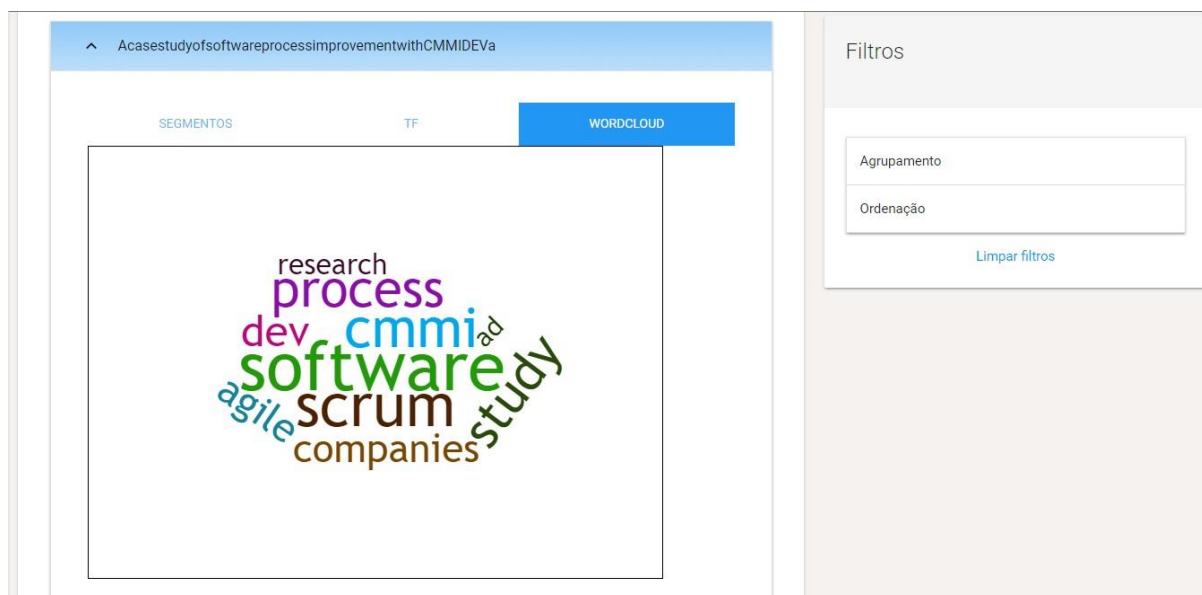 AcasestudyofsoftwareprocessimprovementwithCMMIDEVa
SEGMENTOS TF WORDCLOUD
research
process
dev cmmi ad
software
agile scrum study
companies
Filtros
Agrupamento
Ordenação
Limpar filtros